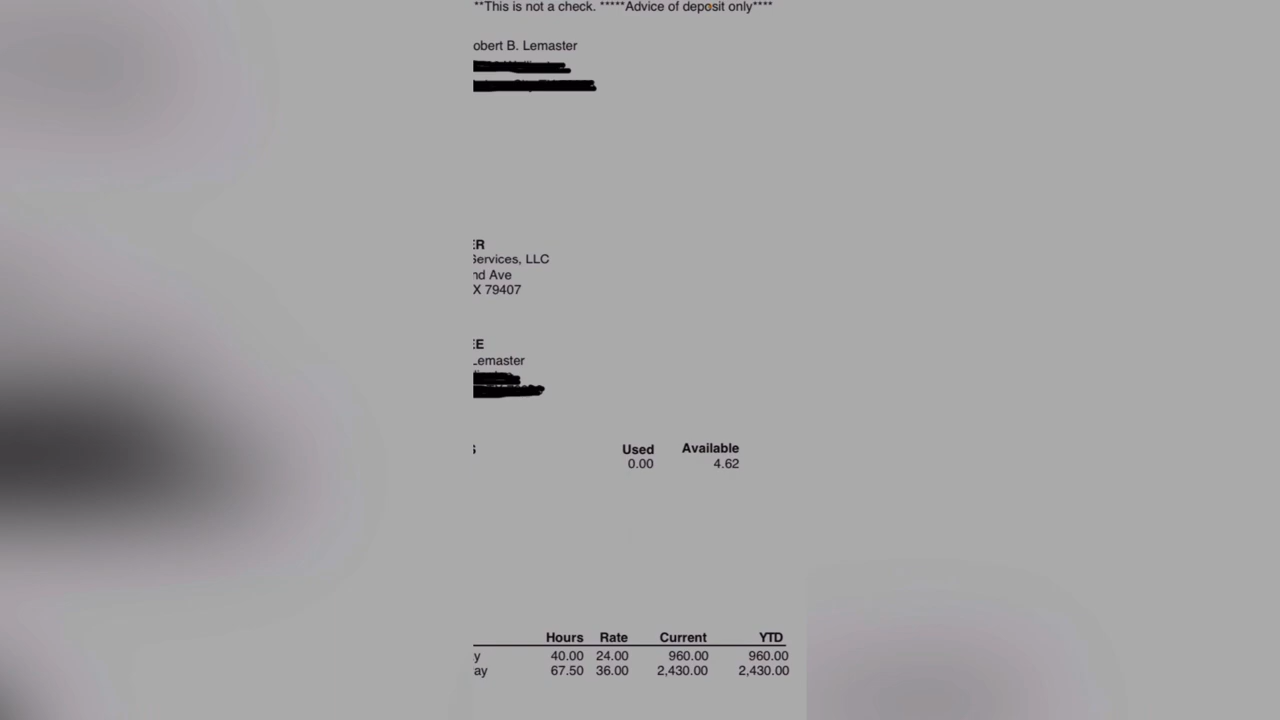 **This is not a check. *****Advice of deposit only****
obert B. Lemaster
ER
Services, LLC
nd Ave
X 79407
EE
Lemaster
Used Available
0.00 4.62
Hours Rate Current YTD
y 40.00 24.00 960.00 960.00
ay 67.50 36.00 2,430.00 2,430.00